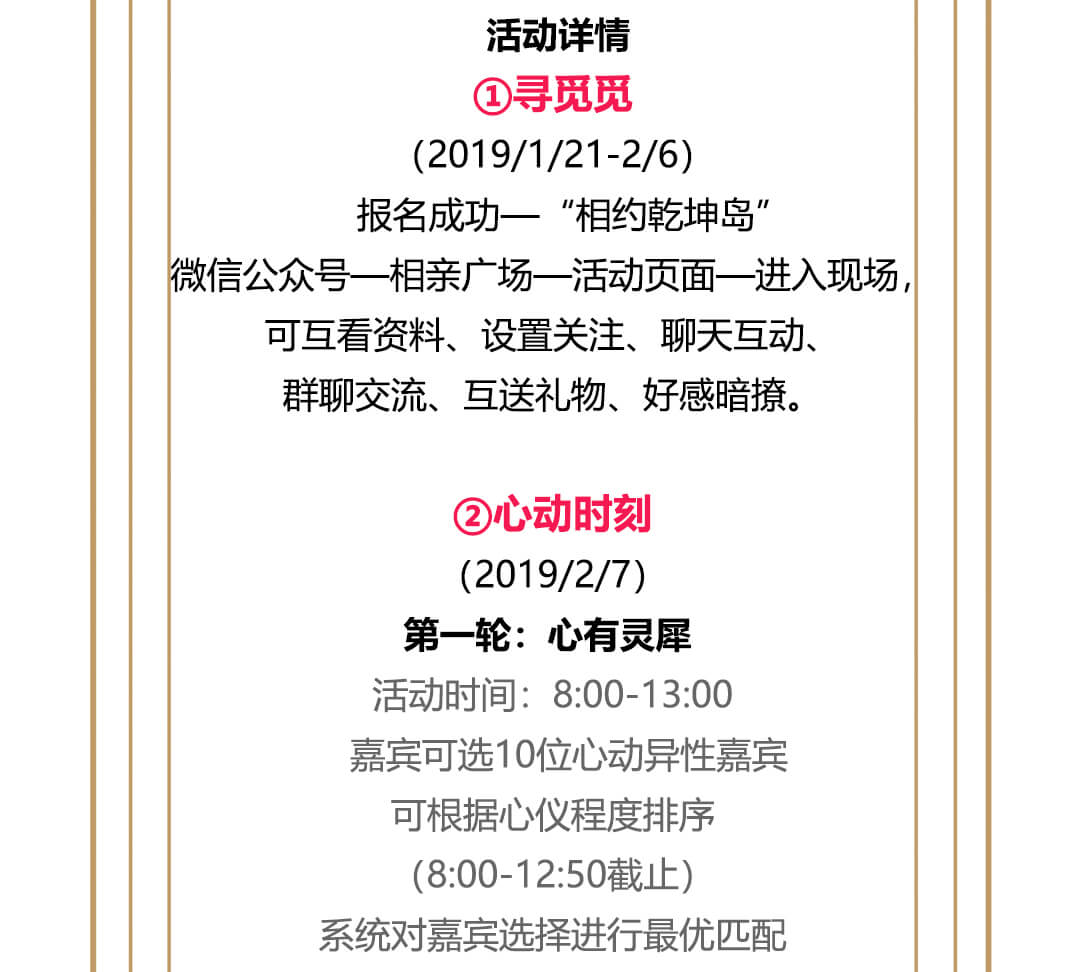 活动详情
①寻觅觅
（2019/1/21-2/6）
报名成功—“相约乾坤岛”
微信公众号—相亲广场—活动页面—进入现场，
可互看资料、设置关注、聊天互动、
群聊交流、互送礼物、好感暗撩。
②心动时刻
（2019/2/7）
第一轮：心有灵犀
活动时间：8:00-13:00
嘉宾可选10位心动异性嘉宾
可根据心仪程度排序
（8:00-12:50截止）
系统对嘉宾选择进行最优匹配